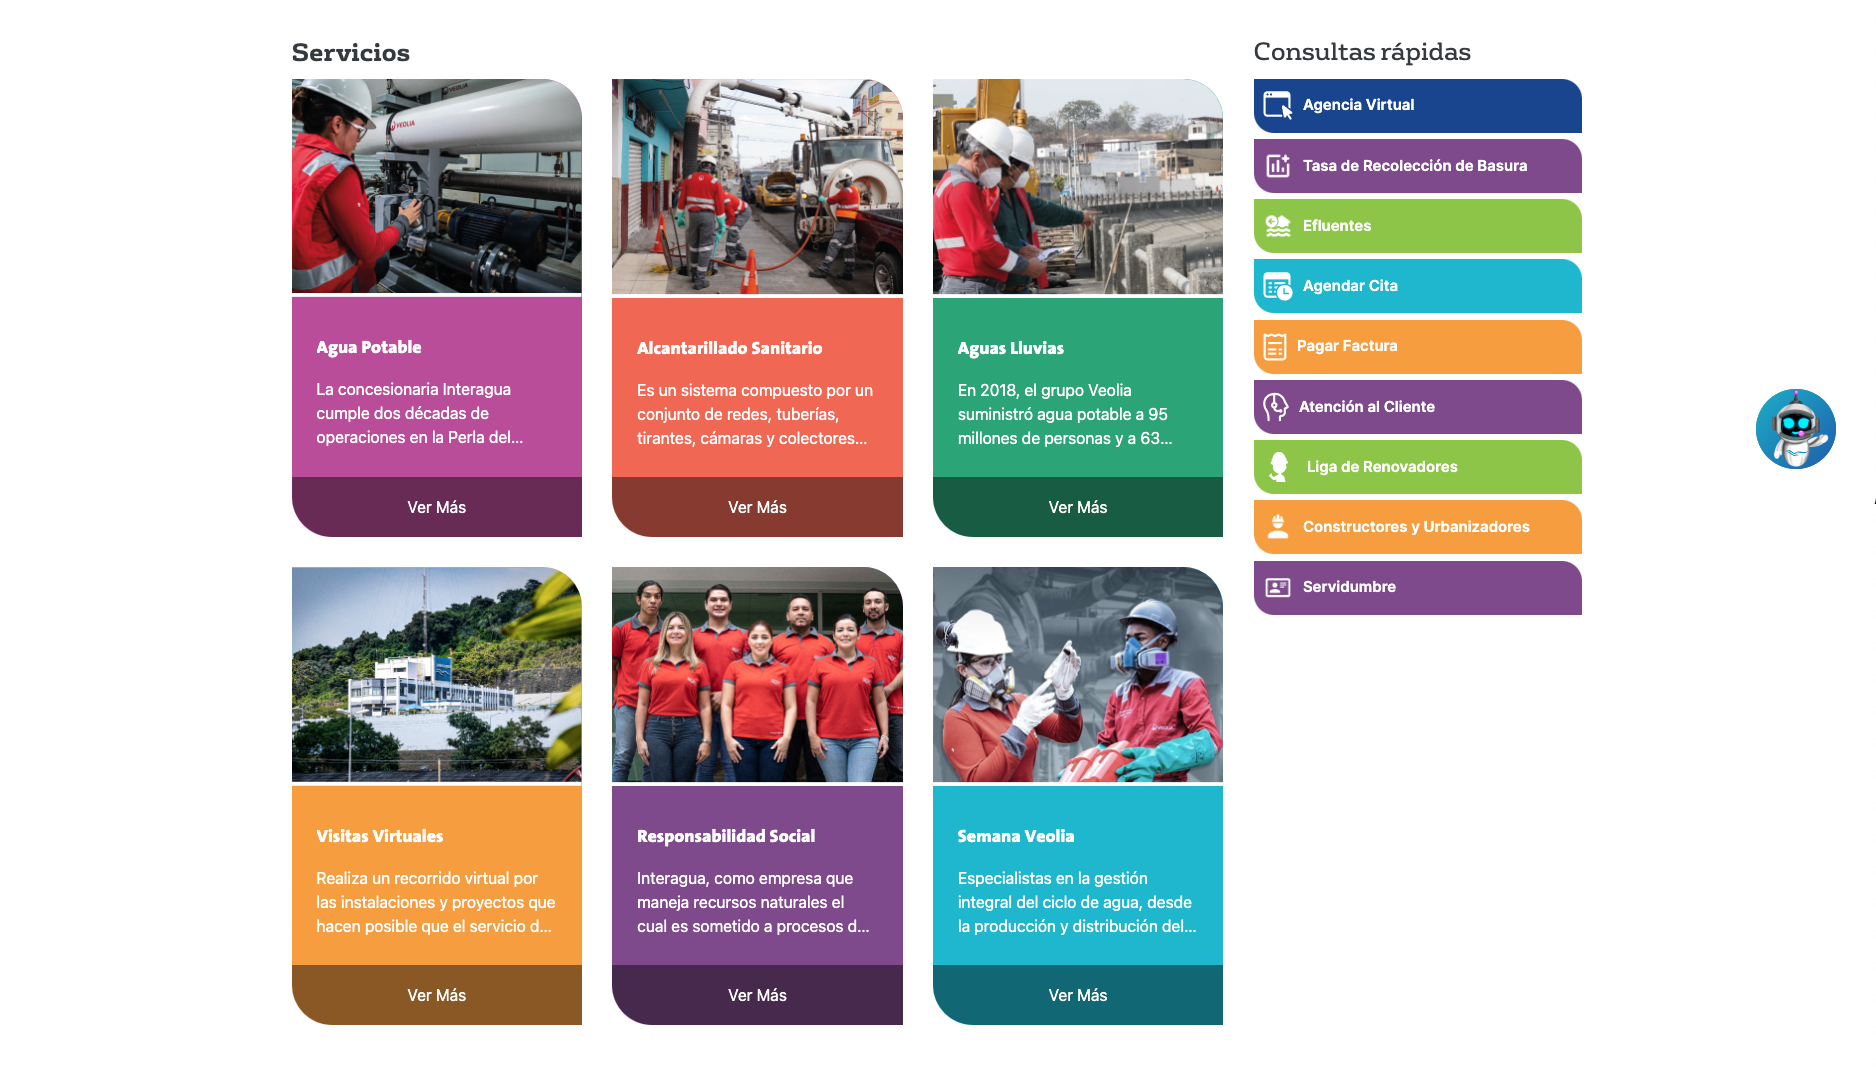 Servicios
VEOLIA
VEOLIA
Agua Potable
La concesionaria Interagua
cumple dos décadas de
operaciones en la Perla del...
Ver Más
Alcantarillado Sanitario
Es un sistema compuesto por un
conjunto de redes, tuberías,
tirantes, cámaras y colectores...
Ver Más
Aguas Lluvias
En 2018, el grupo Veolia
suministró agua potable a 95
millones de personas y a 63...
Ver Más
Visitas Virtuales
Realiza un recorrido virtual por
las instalaciones y proyectos que
hacen posible que el servicio d...
Ver Más
Responsabilidad Social
Interagua, como empresa que
maneja recursos naturales el
cual es sometido a procesos d...
Ver Más
Semana Veolia
Especialistas en la gestión
integral del ciclo de agua, desde
la producción y distribución del...
Ver Más
Consultas rápidas
Agencia Virtual
Tasa de Recolección de Basura
Efluentes
Agendar Cita
Pagar Factura
Atención al Cliente
Liga de Renovadores
Constructores y Urbanizadores
Servidumbre